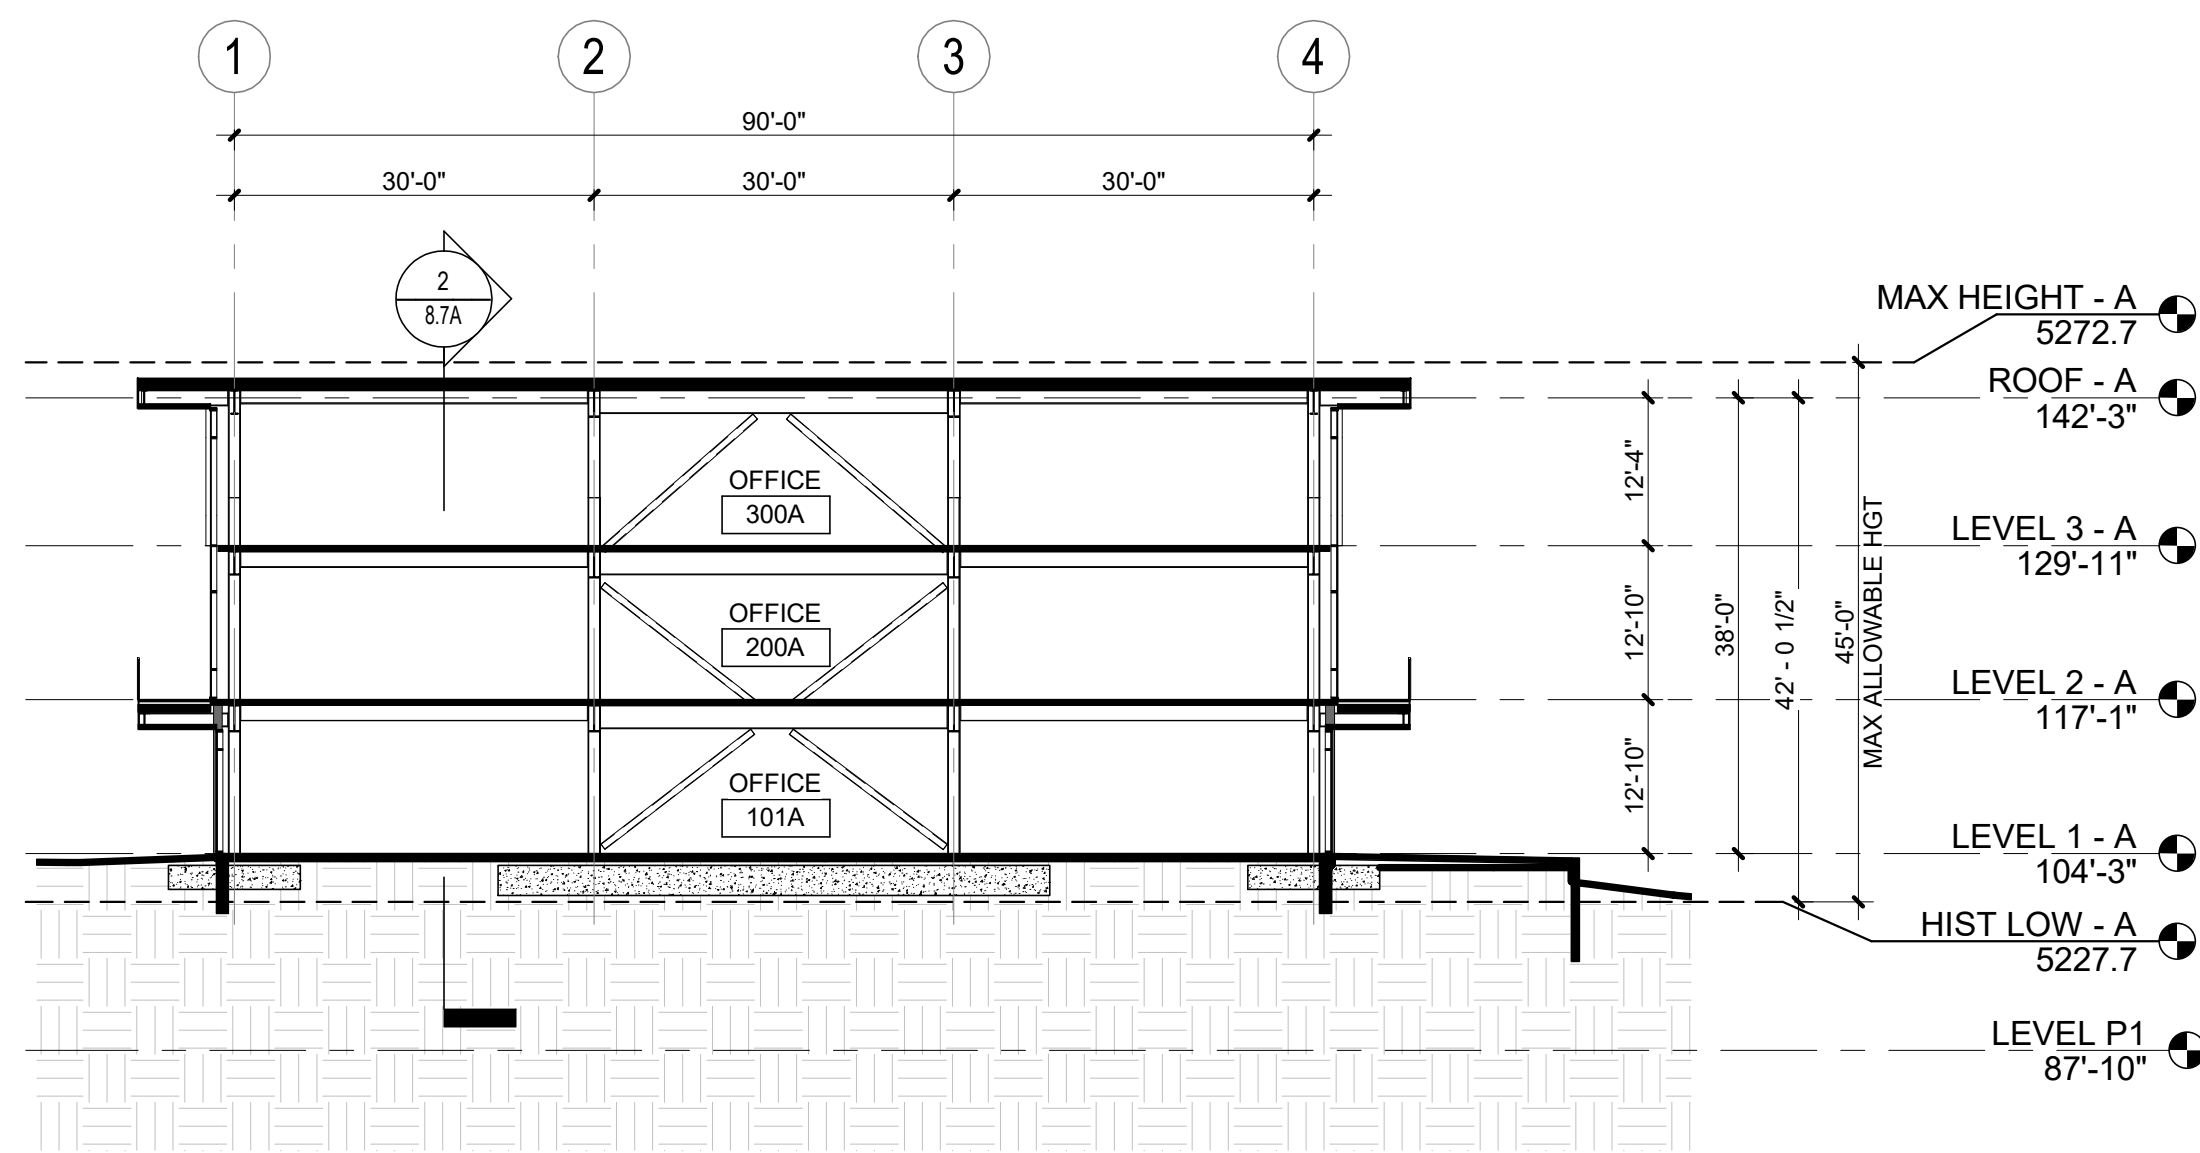 1
2
3
4
90'-0"
30'-0"
30'-0"
30'-0"
2
8.7A
MAX HEIGHT - A
5272.7
ROOF - A
142'-3"
12'-4"
OFFICE
300A
LEVEL 3 - A
129'-11"
12'-10"
38'-0"
42' - 0 1/2"
45'-0"
MAX ALLOWABLE HGT
OFFICE
200A
LEVEL 2 - A
117'-1"
12'-10"
OFFICE
101A
LEVEL 1 - A
104'-3"
HIST LOW - A
5227.7
LEVEL P1
87'-10"